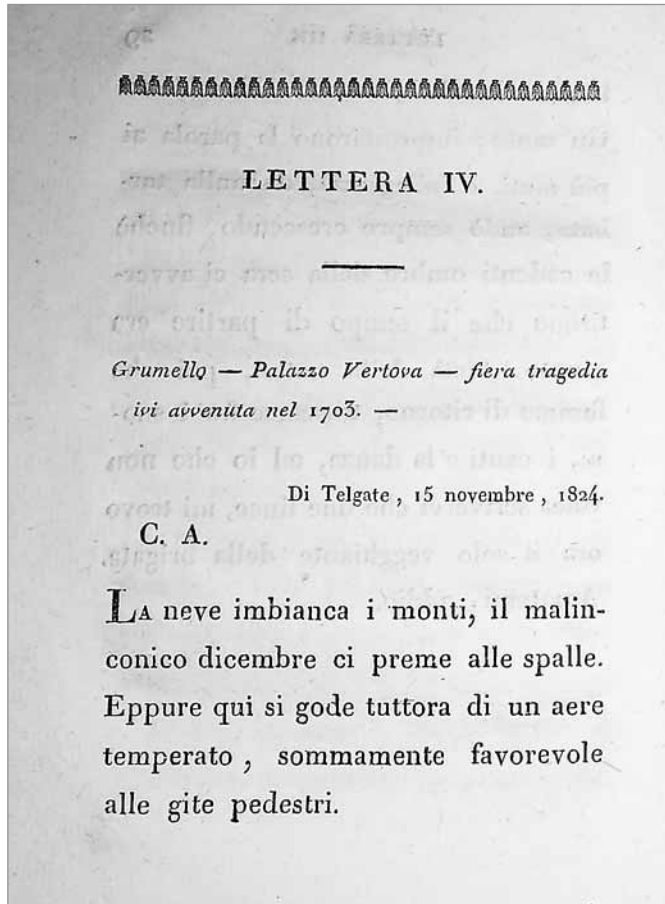 LETTERA IV.
Grumello — Palazzo Vertova — fiera tragedia
ivi avvenuta nel 1703. —
Di Telgate, 15 novembre, 1824.
C. A.
LA neve imbianca i monti, il malin-
conico dicembre ci preme alle spalle.
Eppure qui si gode tuttora di un aere
temperato, sommamente favorevole
alle gite pedestri.